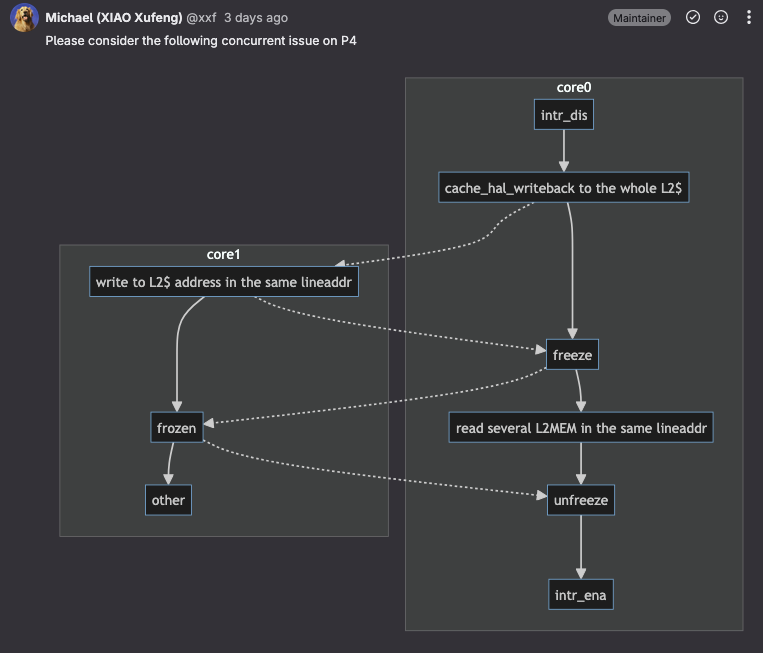 Michael (XIAO Xufeng) @xxf 3 days ago
Maintainer
Please consider the following concurrent issue on P4
core0
intr_dis
cache_hal_writeback to the whole L2$
core1
write to L2$ address in the same lineaddr
freeze
frozen
read several L2MEM in the same lineaddr
other
unfreeze
intr_ena